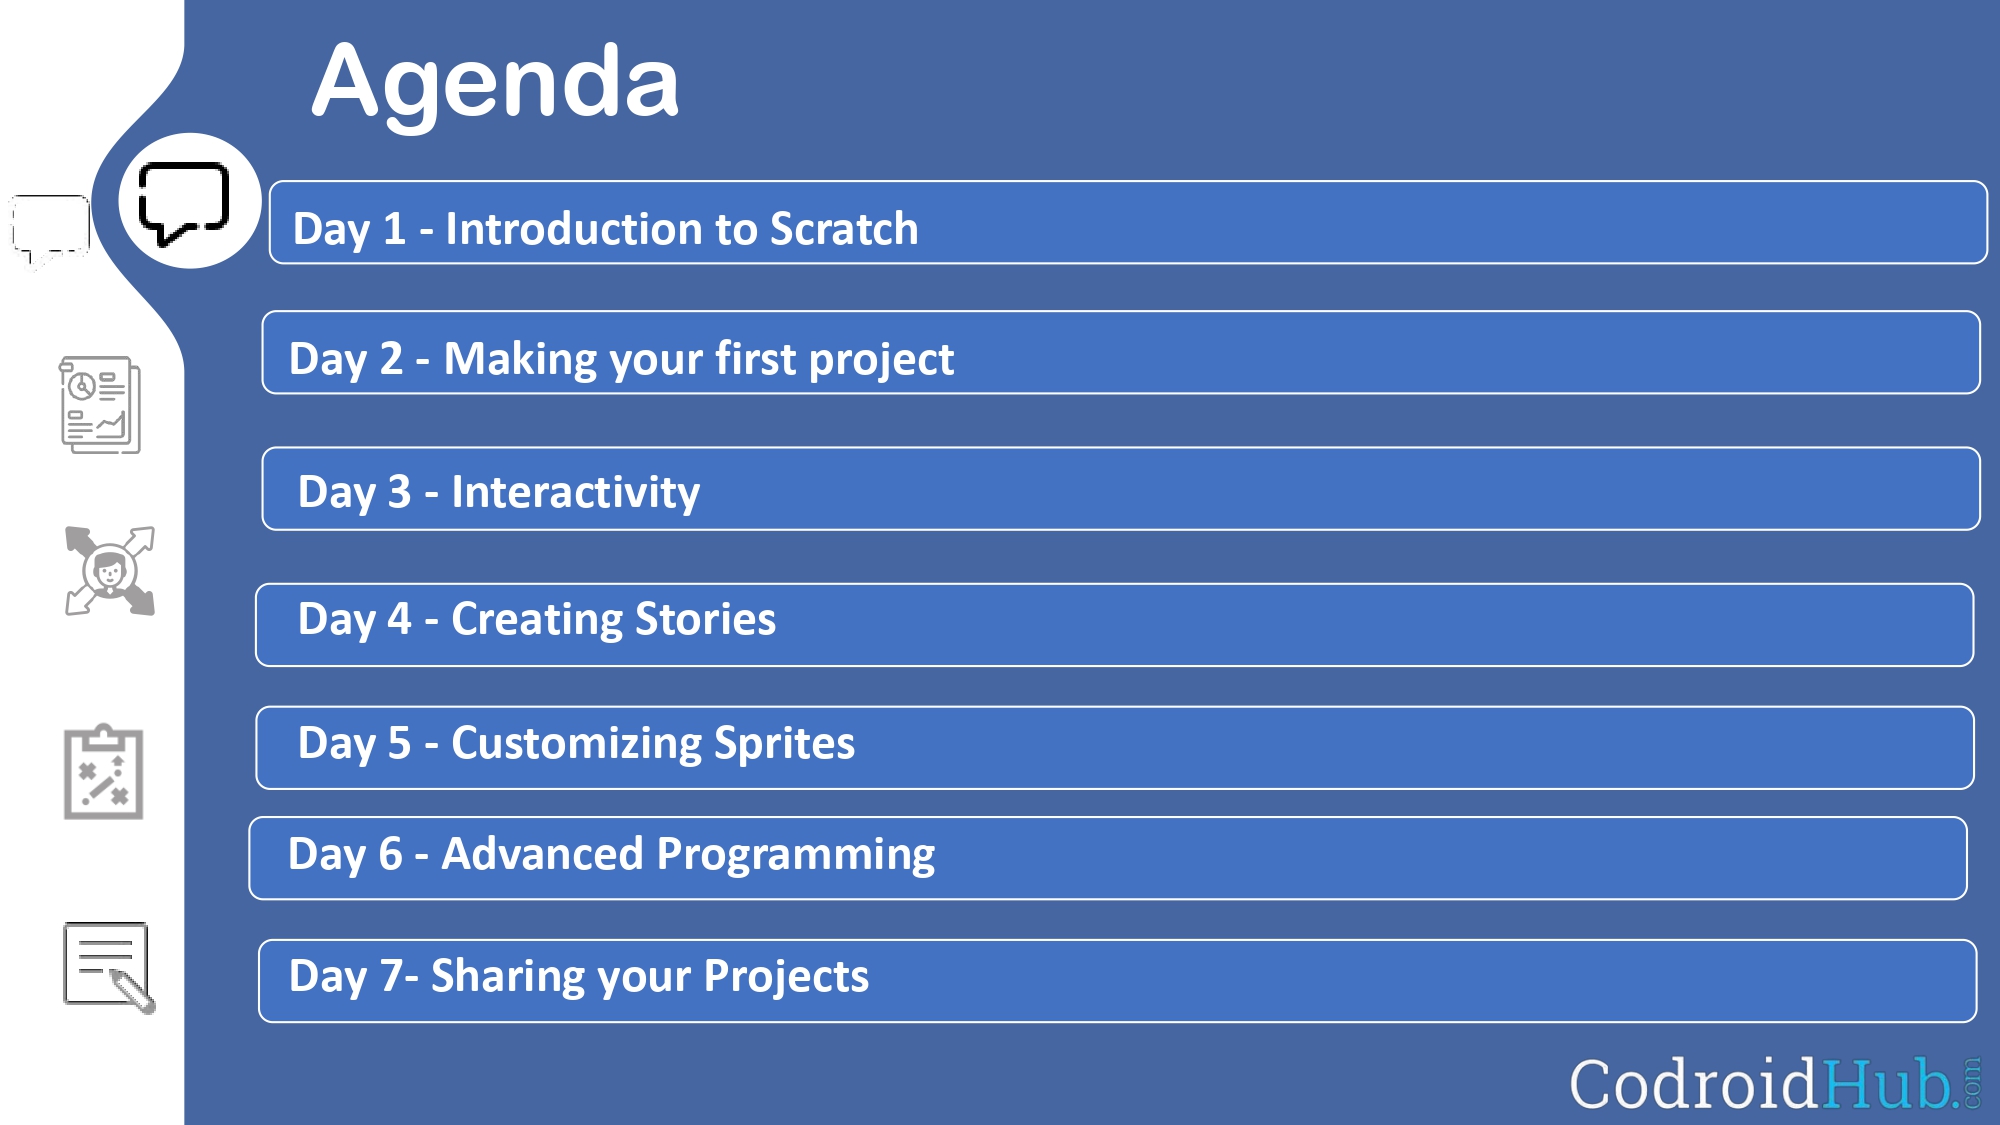 Agenda
Day 1 - Introduction to Scratch
Day 2 - Making your first project
Day 3 - Interactivity
Day 4 - Creating Stories
Day 5 - Customizing Sprites
Day 6 - Advanced Programming
Day 7- Sharing your Projects
CodroidHub.com